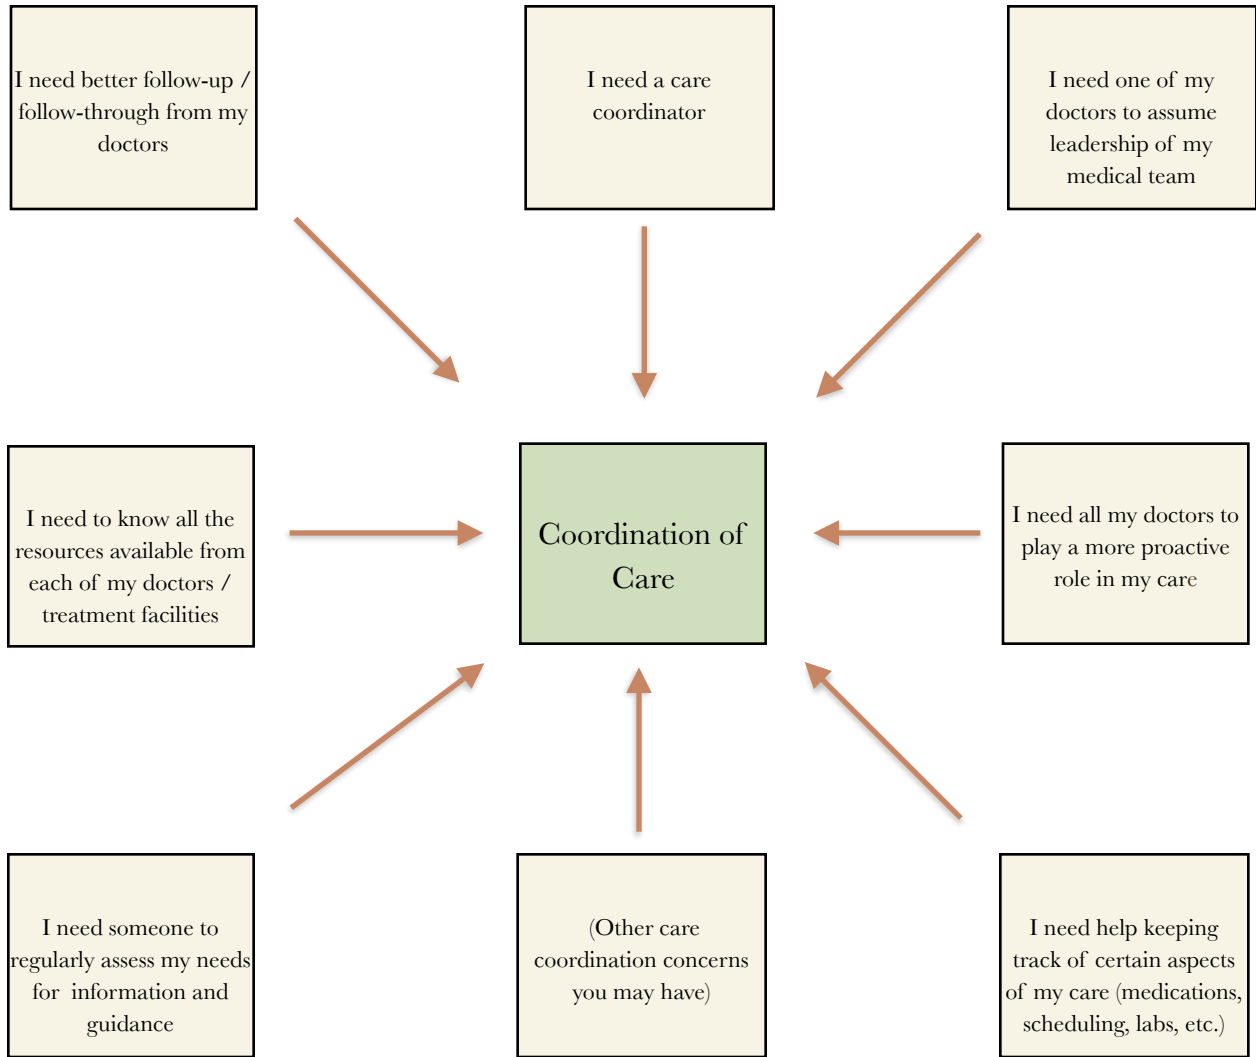 I need better follow-up /
follow-through from my
doctors
I need a care
coordinator
I need one of my
doctors to assume
leadership of my
medical team
I need to know all the
resources available from
each of my doctors /
treatment facilities
Coordination of
Care
I need all my doctors to
play a more proactive
role in my care
I need someone to
regularly assess my needs
for information and
guidance
(Other care
coordination concerns
you may have)
I need help keeping
track of certain aspects
of my care (medications,
scheduling, labs, etc.)